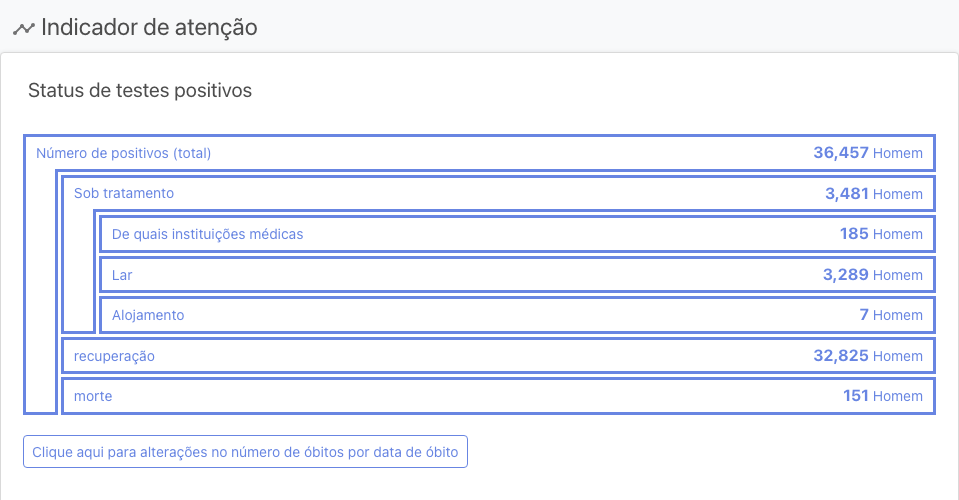 Indicador de atenção
Status de testes positivos
Número de positivos (total) 36,457 Homem
Sob tratamento 3,481 Homem
De quais instituições médicas 185 Homem
Lar 3,289 Homem
Alojamento 7 Homem
recuperação 32,825 Homem
morte 151 Homem
Clique aqui para alterações no número de óbitos por data de óbito